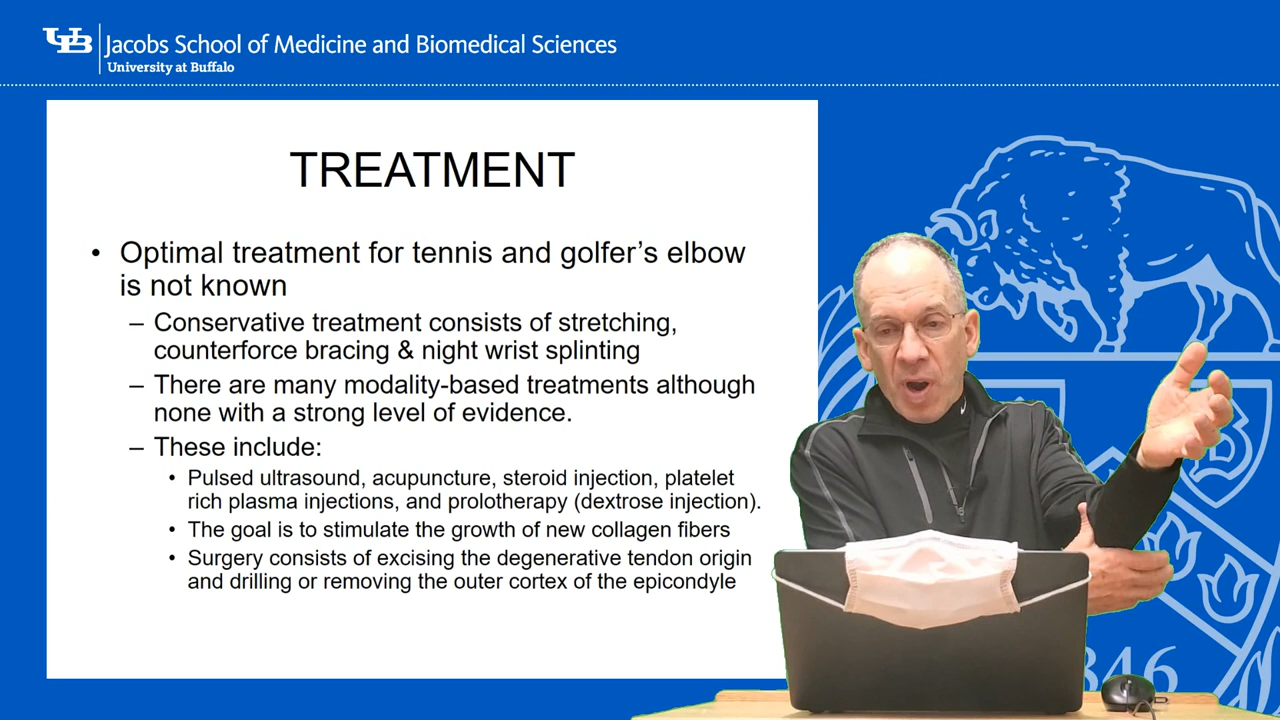 UB Jacobs School of Medicine and Biomedical Sciences
University at Buffalo
TREATMENT
• Optimal treatment for tennis and golfer’s elbow
is not known
– Conservative treatment consists of stretching,
counterforce bracing & night wrist splinting
– There are many modality-based treatments although
none with a strong level of evidence.
– These include:
• Pulsed ultrasound, acupuncture, steroid injection, platelet
rich plasma injections, and prolotherapy (dextrose injection).
• The goal is to stimulate the growth of new collagen fibers
• Surgery consists of excising the degenerative tendon origin
and drilling or removing the outer cortex of the epicondyle
B
846